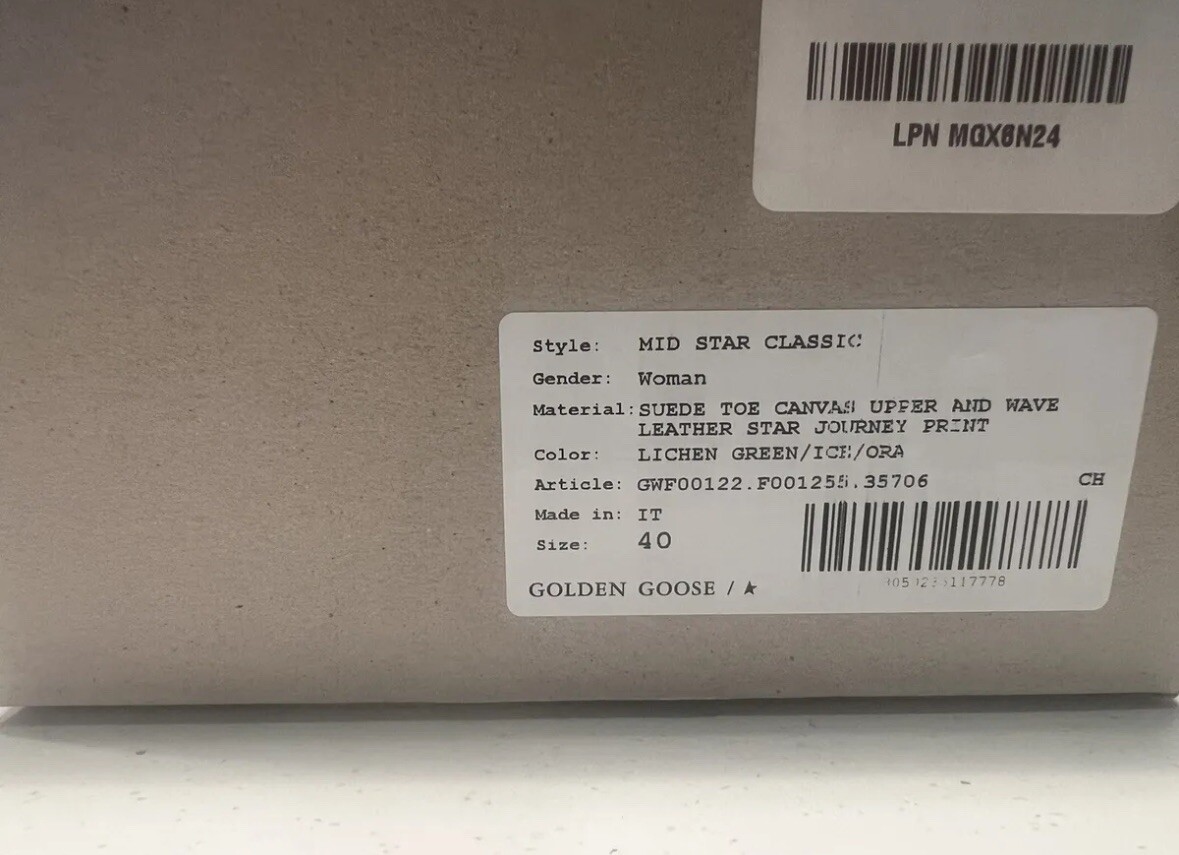 LPN MQX6N24
Style: MID STAR CLASSIC
Gender: Woman
Material: SUEDE TOE CANVAS UPPER AND WAVE
LEATHER STAR JOURNEY PRINT
Color: LICHEN GREEN/ICE/ORA
Article: GWF00122.F001255.35706 CH
Made in: IT
Size: 40
GOLDEN GOOSE / ★